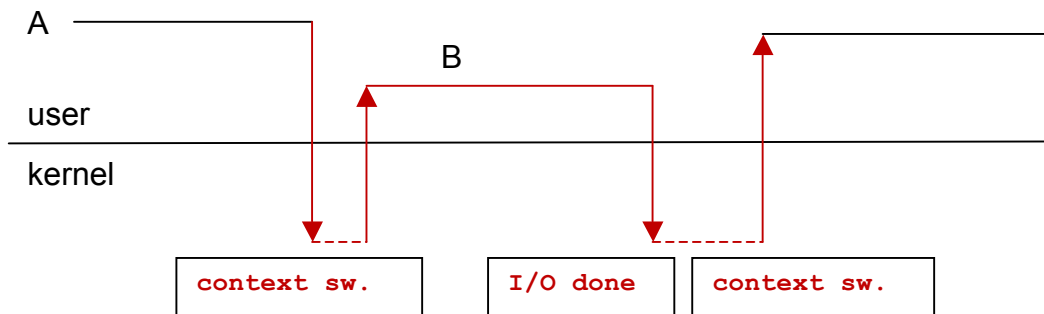 A
B
user
kernel
context sw.
I/O done
context sw.